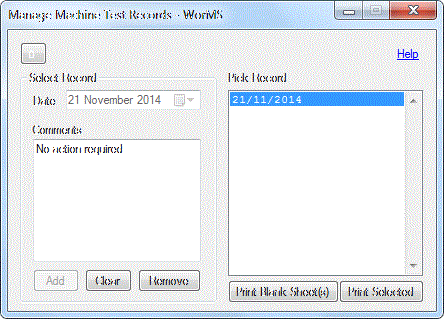 Manage Machine Test Records - WorkMS
Help
Select Record
Date
21 November 2014
Comments
No action required
Add
Clear
Remove
Pick Record
21/11/2014
Print Blank Sheet(s)
Print Selected